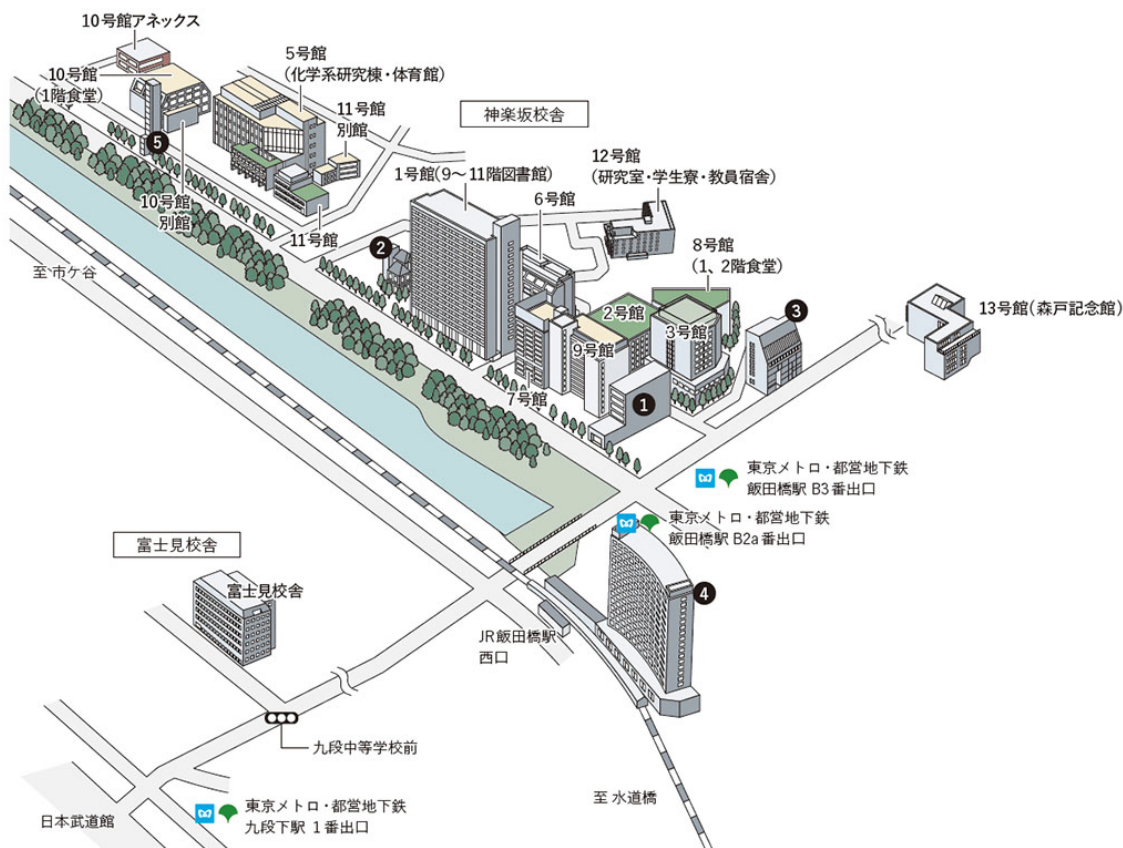 10号館アネックス
10号館
(1階食堂)
5号館
(化学系研究棟・体育館)
11号館
別館
神楽坂校舎
1号館(9〜11階図書館)
12号館
(研究室・学生寮・教員宿舎)
6号館
5
10号館
別館
11号館
2
8号館
(1、2階食堂)
至 市ケ谷
2号館
3号館
3
13号館(森戸記念館)
9号館
7号館
1
東京メトロ・都営地下鉄
飯田橋駅 B3番出口
東京メトロ・都営地下鉄
飯田橋駅 B2a番出口
富士見校舎
富士見校舎
4
JR飯田橋駅
西口
九段中等学校前
至 水道橋
日本武道館
東京メトロ・都営地下鉄
九段下駅 1番出口